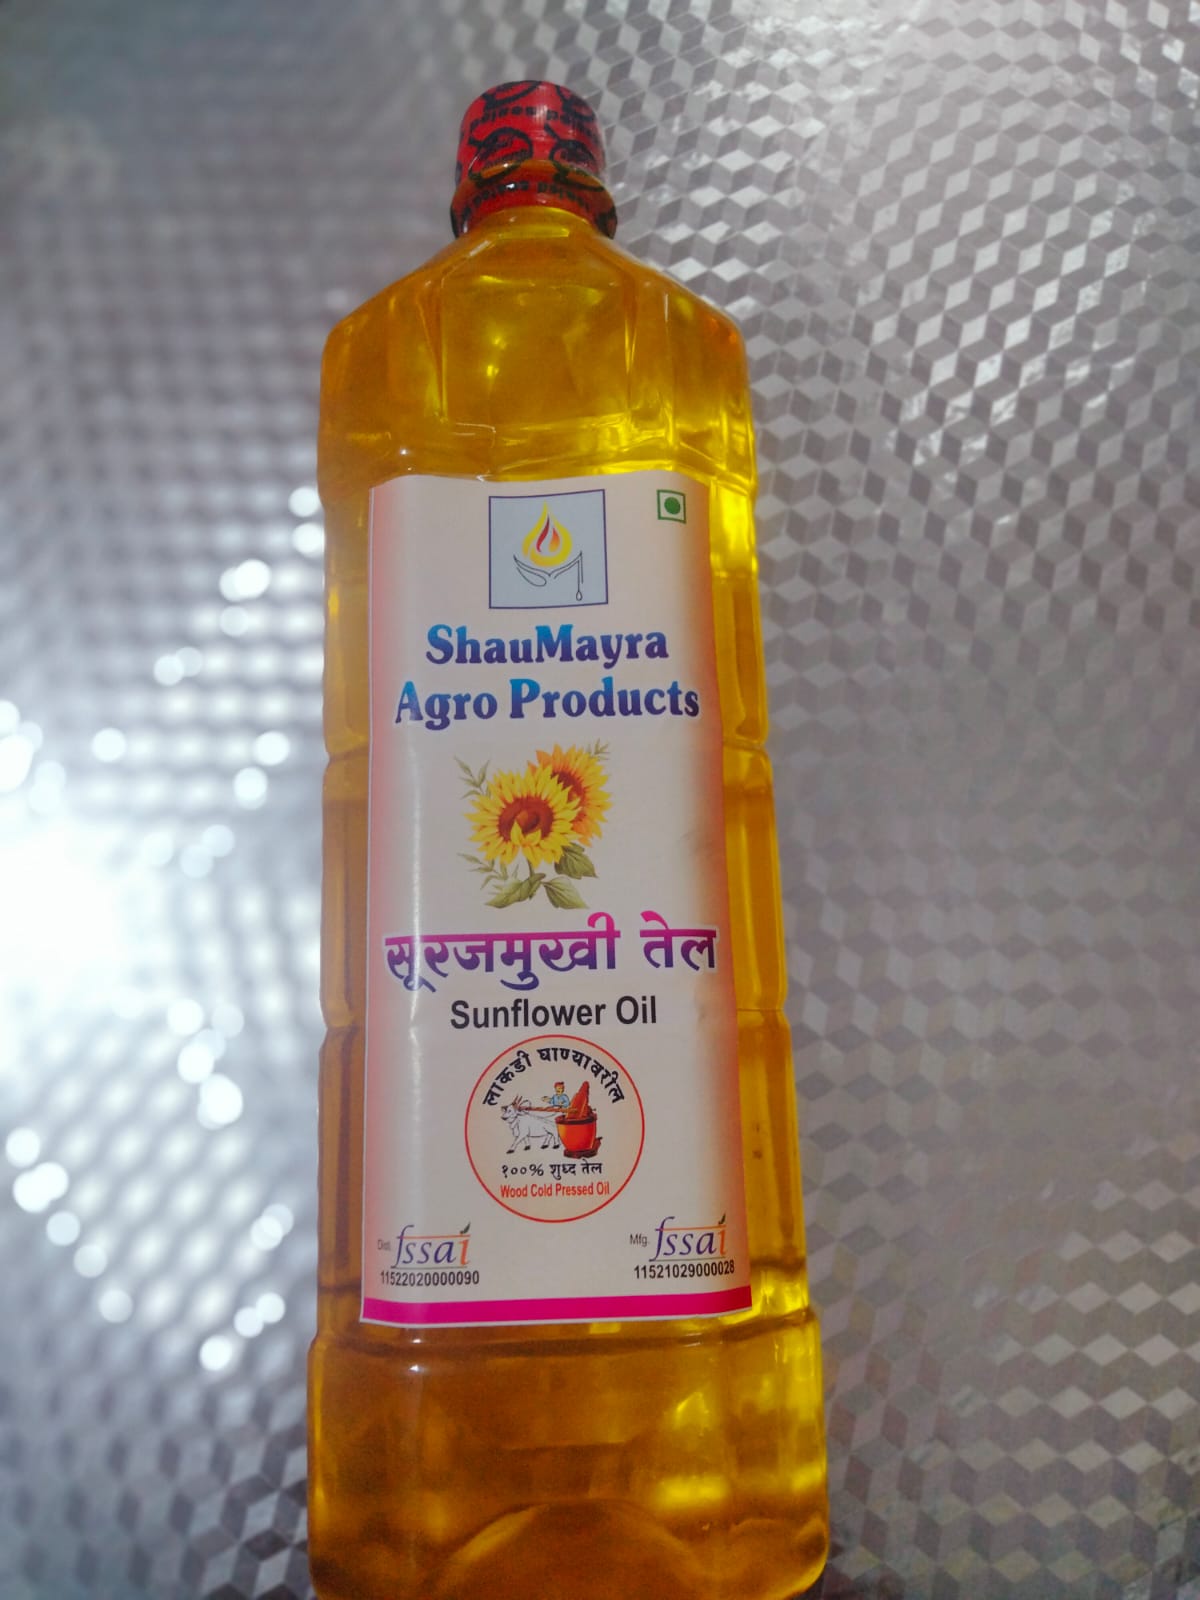 ShauMayra
Agro Products
सूरजमुखी तेल
Sunflower Oil
लाकडी घाण्यावरील
१००% शुध्द तेल
Wood Cold Pressed Oil
Dist. fssai
11522020000090
Mfg. fssai
11521029000028